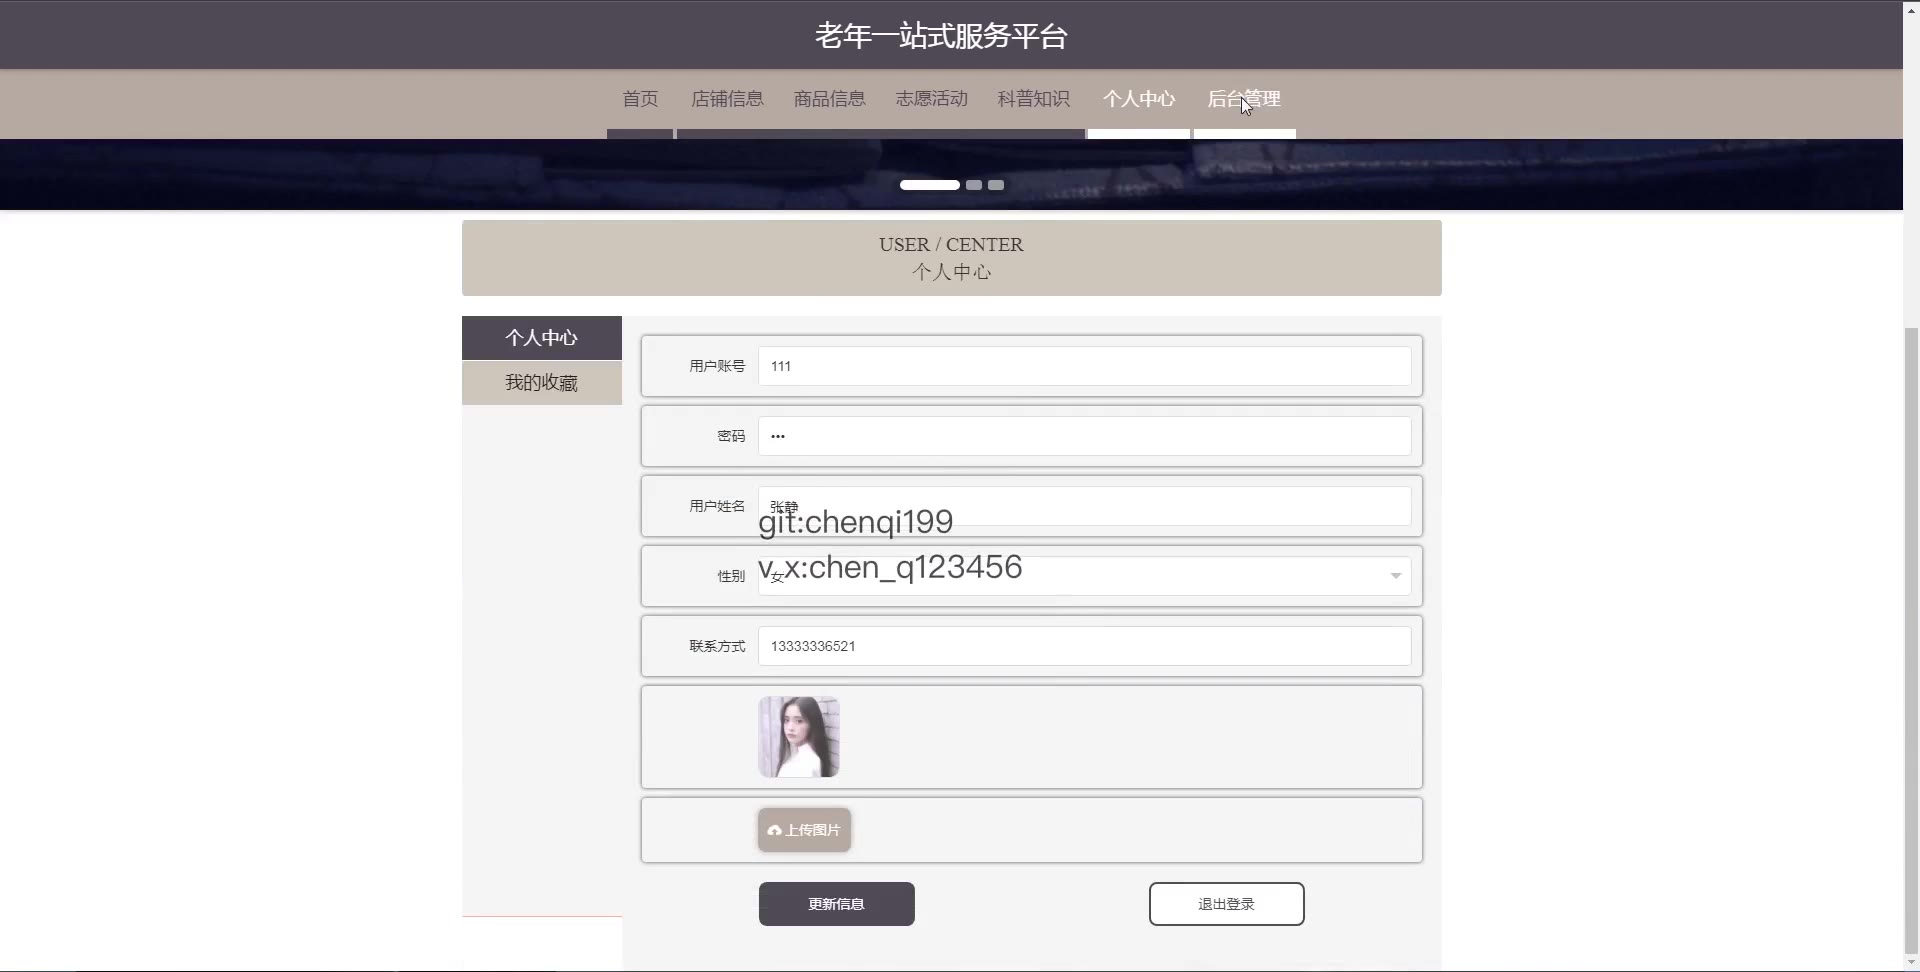 老年一站式服务平台
首页 店铺信息 商品信息 志愿活动 科普知识 个人中心 后台管理
USER / CENTER
个人中心
个人中心
我的收藏
用户账号 111
密码 •••
用户姓名 张静
git:chenqi199
性别 女
v_x:chen_q123456
联系方式 13333336521
上传图片
更新信息 退出登录